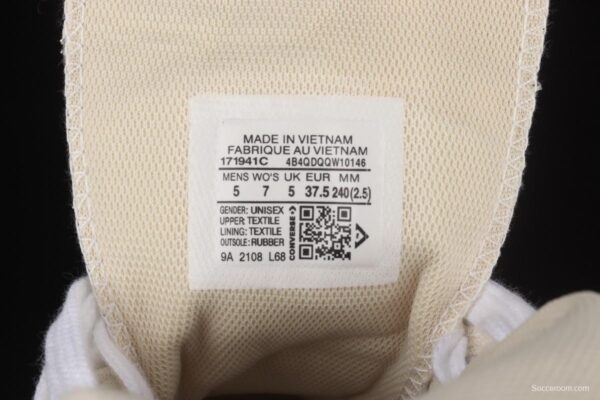 MADE IN VIETNAM
FABRIQUE AU VIETNAM
171941C 4B4QDQQW10146
MENS WO'S UK EUR MM
5 7 5 37.5 240(2.5)
GENDER: UNISEX
UPPER: TEXTILE
LINING: TEXTILE
OUTSOLE: RUBBER
CONVERSE
9A 2108 L68
Socceroom.com